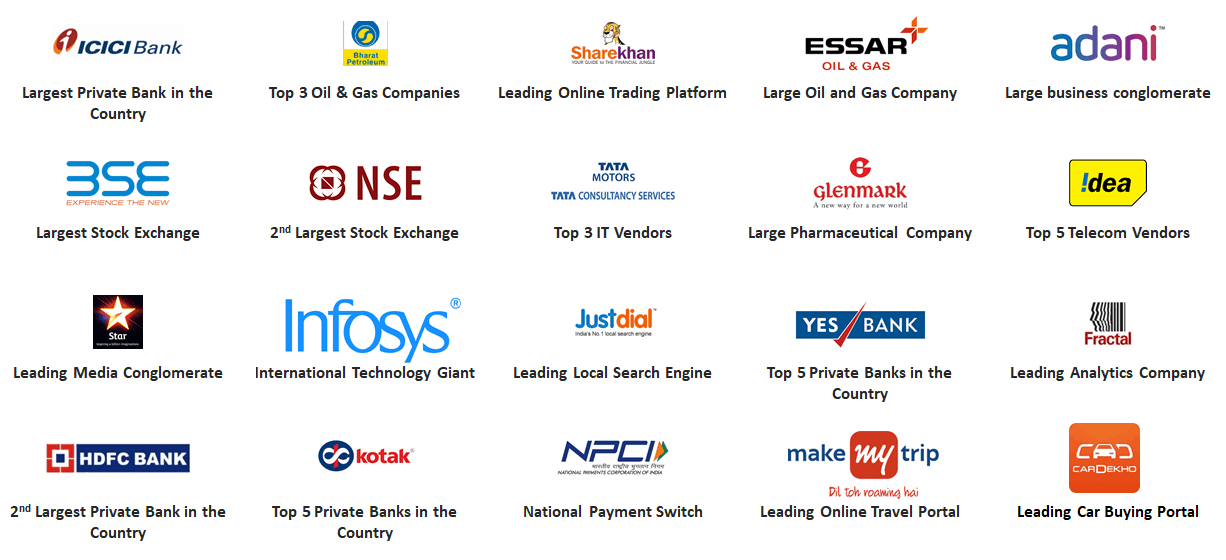 ICICI Bank
Largest Private Bank in the
Country
Bharat
Petroleum
Top 3 Oil & Gas Companies
Sharekhan
YOUR GUIDE to THE FINANCIAL JUNGLE
Leading Online Trading Platform
ESSAR
OIL & GAS
Large Oil and Gas Company
adani™
Large business conglomerate
BSE
EXPERIENCE THE NEW
Largest Stock Exchange
NSE
2nd Largest Stock Exchange
TATA
MOTORS
TATA CONSULTANCY SERVICES
Top 3 IT Vendors
glenmark
A new way for a new world
Large Pharmaceutical Company
!dea
Top 5 Telecom Vendors
Star
Leading Media Conglomerate
Infosys®
International Technology Giant
Justdial™
India's No.1 local search engine
Leading Local Search Engine
YES BANK
Top 5 Private Banks in the
Country
Fractal
Leading Analytics Company
HDFC BANK
2nd Largest Private Bank in the
Country
kotak®
Top 5 Private Banks in the
Country
NPCI
भारतीय राष्ट्रीय भुगतान निगम
NATIONAL PAYMENTS CORPORATION OF INDIA
National Payment Switch
make my trip
Dil toh roaming hai
Leading Online Travel Portal
CARDEKHO
Leading Car Buying Portal